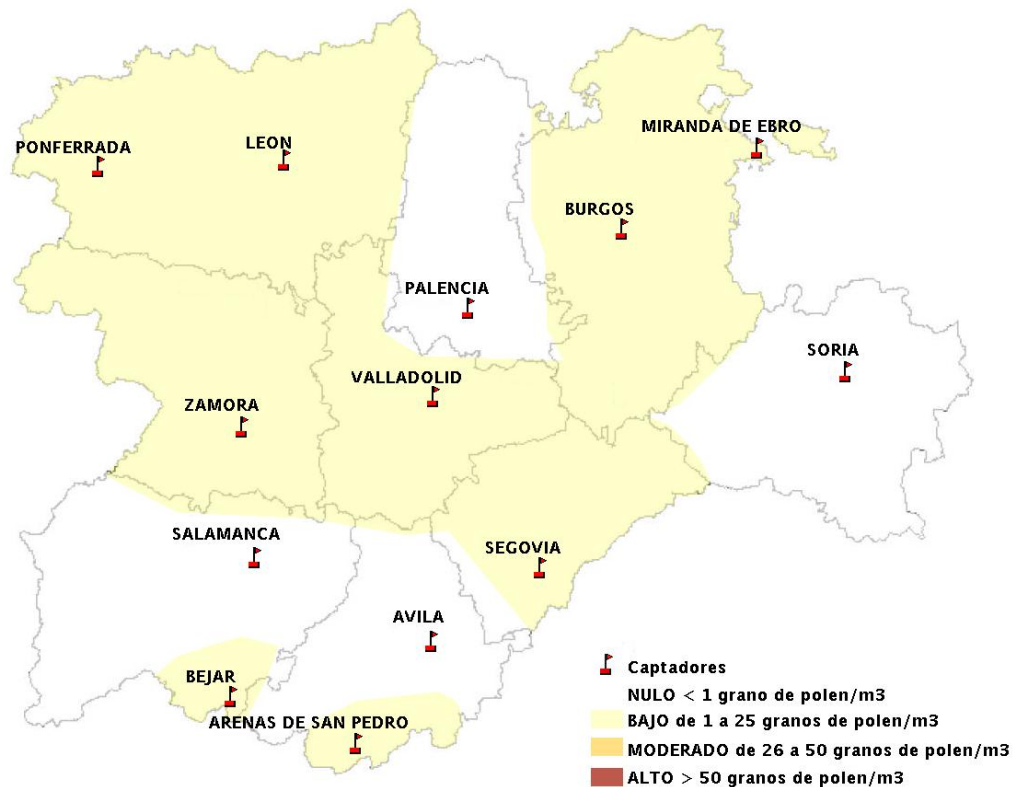 MIRANDA DE EBRO
PONFERRADA
LEON
BURGOS
PALENCIA
SORIA
VALLADOLID
ZAMORA
SALAMANCA
SEGOVIA
AVILA
BEJAR
ARENAS DE SAN PEDRO
Captadores
NULO < 1 grano de polen/m3
BAJO de 1 a 25 granos de polen/m3
MODERADO de 26 a 50 granos de polen/m3
ALTO > 50 granos de polen/m3